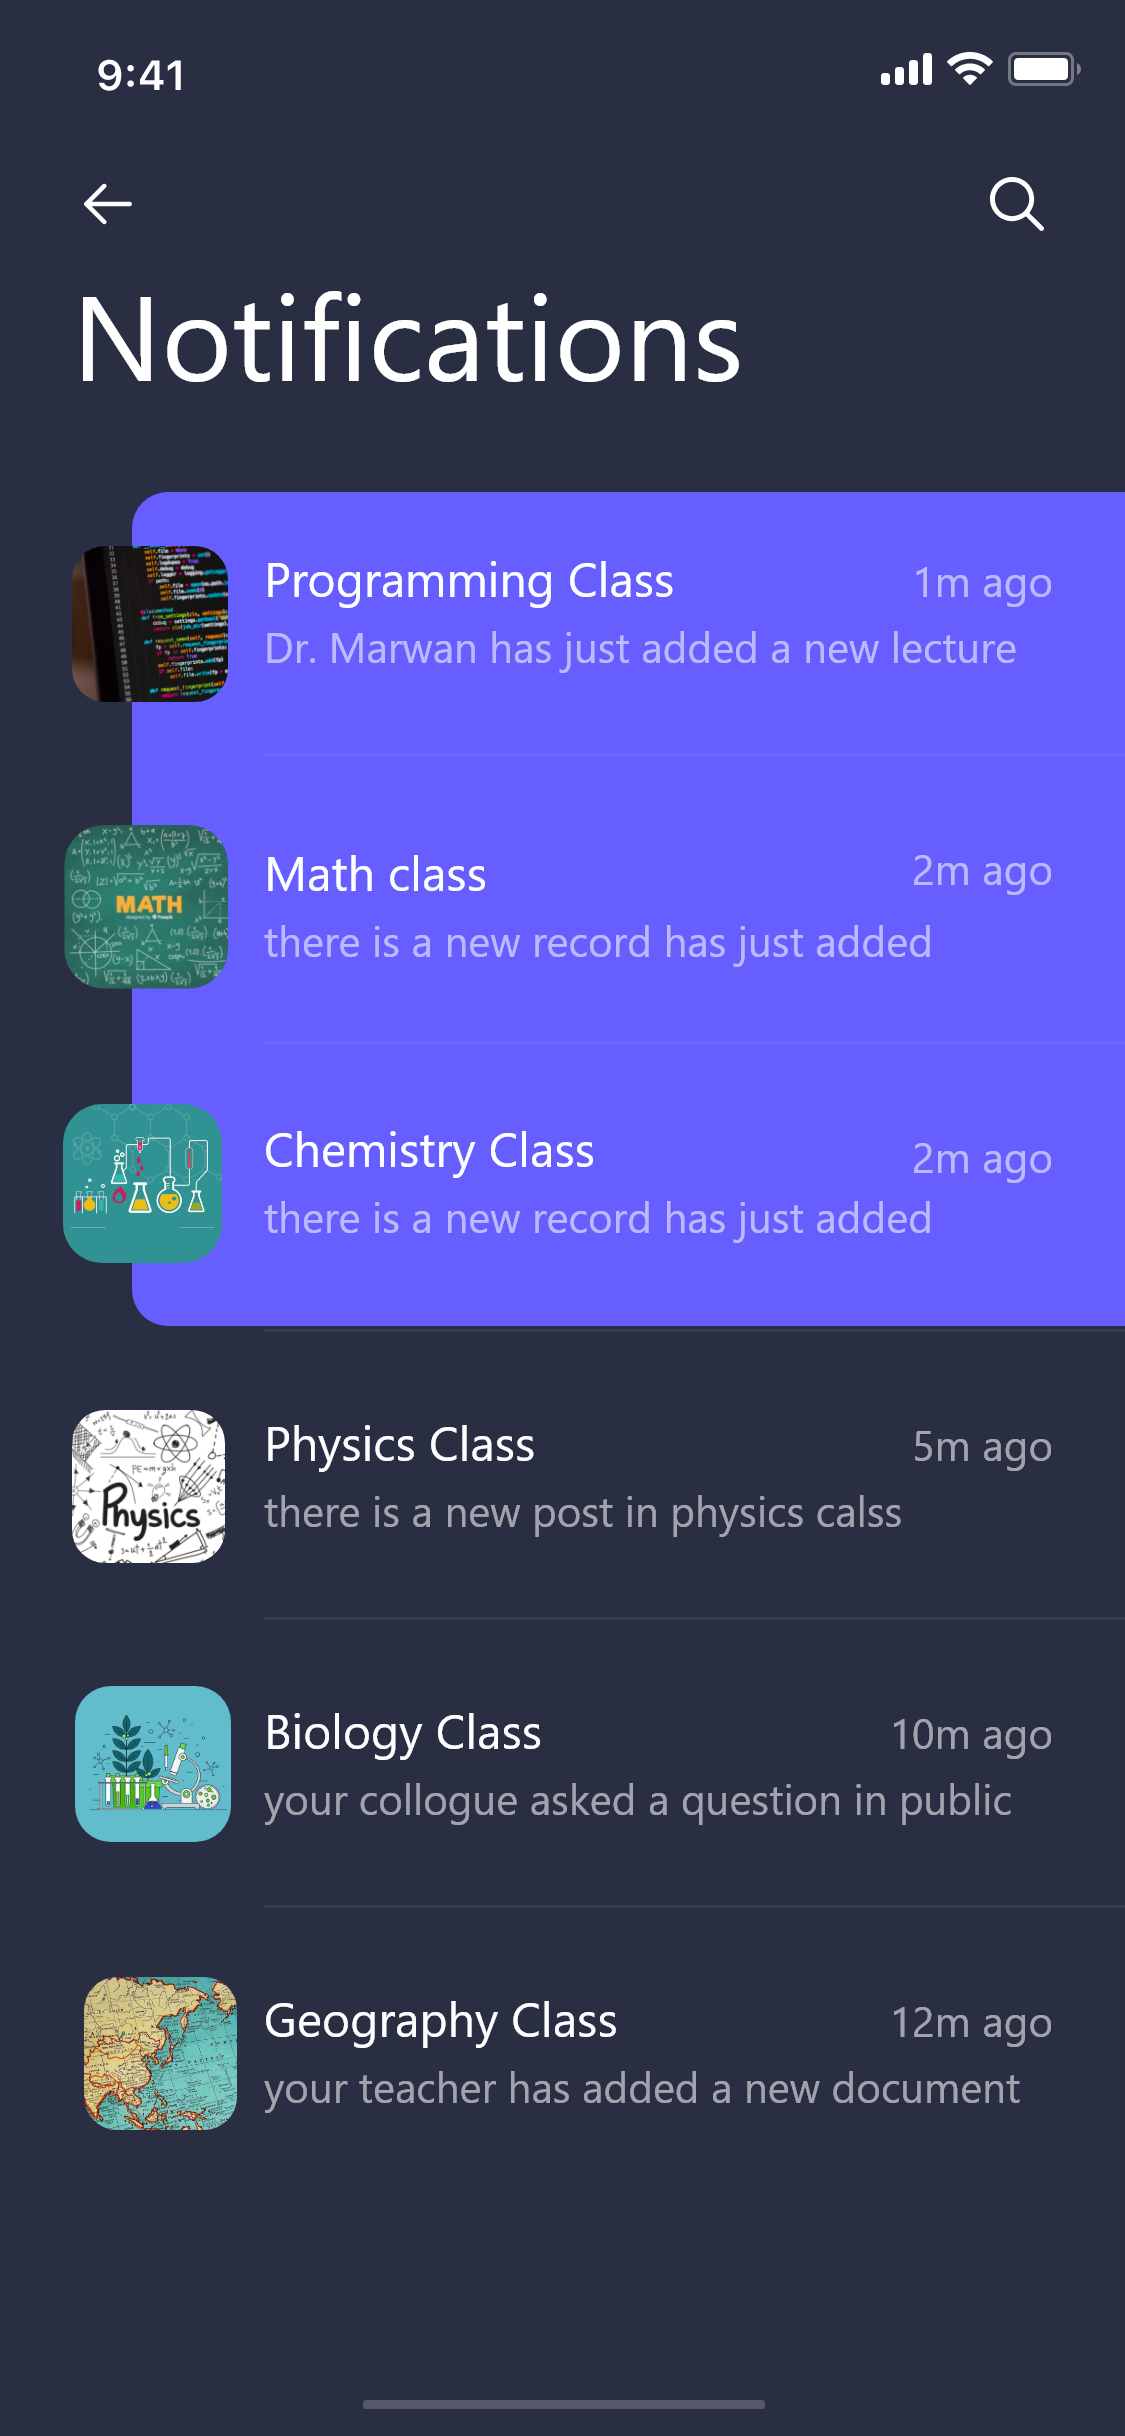 9:41
Notifications
Programming Class
1m ago
Dr. Marwan has just added a new lecture
MATH
Math class
2m ago
there is a new record has just added
Chemistry Class
2m ago
there is a new record has just added
Physics
Physics Class
5m ago
there is a new post in physics calss
Biology Class
10m ago
your collogue asked a question in public
Geography Class
12m ago
your teacher has added a new document